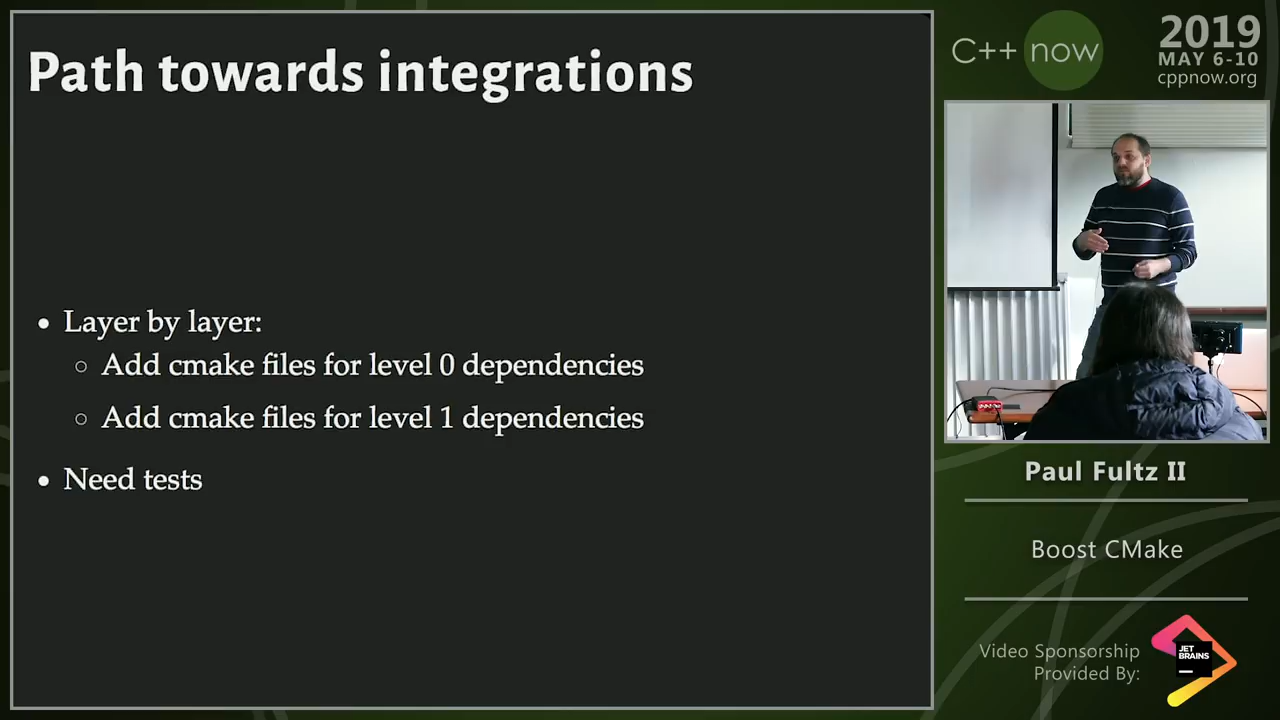 Path towards integrations
Layer by layer:
Add cmake files for level 0 dependencies
Add cmake files for level 1 dependencies
Need tests
C++ now
2019
MAY 6-10
cppnow.org
Paul Fultz II
Boost CMake
Video Sponsorship
Provided By:
JET
BRAINS